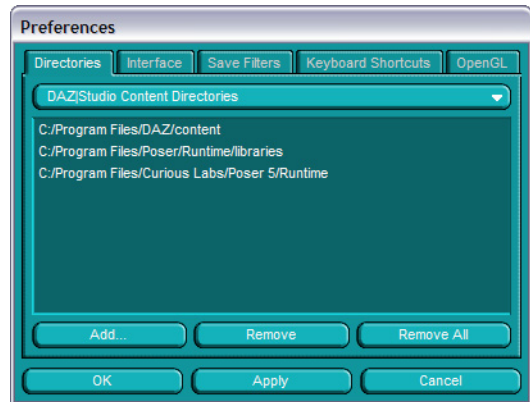 Preferences
Directories Interface Save Filters Keyboard Shortcuts OpenGL
DAZ|Studio Content Directories
C:/Program Files/DAZ/content
C:/Program Files/Poser/Runtime/libraries
C:/Program Files/Curious Labs/Poser 5/Runtime
Add... Remove Remove All
OK Apply Cancel